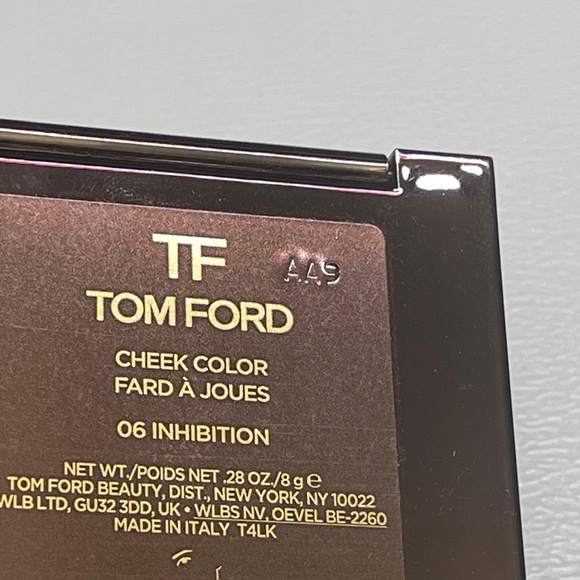 TF
AA9
TOM FORD
CHEEK COLOR
FARD À JOUES
06 INHIBITION
NET WT./POIDS NET .28 OZ./8 g ℮
TOM FORD BEAUTY, DIST., NEW YORK, NY 10022
WLB LTD, GU32 3DD, UK • WLBS NV, OEVEL BE-2260
MADE IN ITALY T4LK